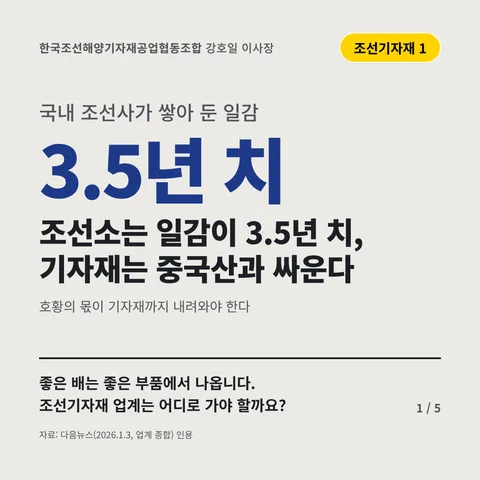 한국조선해양기자재공업협동조합 강호일 이사장
조선기자재 1
국내 조선사가 쌓아 둔 일감
3.5년 치
조선소는 일감이 3.5년 치,
기자재는 중국산과 싸운다
호황의 몫이 기자재까지 내려와야 한다
좋은 배는 좋은 부품에서 나옵니다.
조선기자재 업계는 어디로 가야 할까요?
1 / 5
자료: 다음뉴스(2026.1.3, 업계 종합) 인용